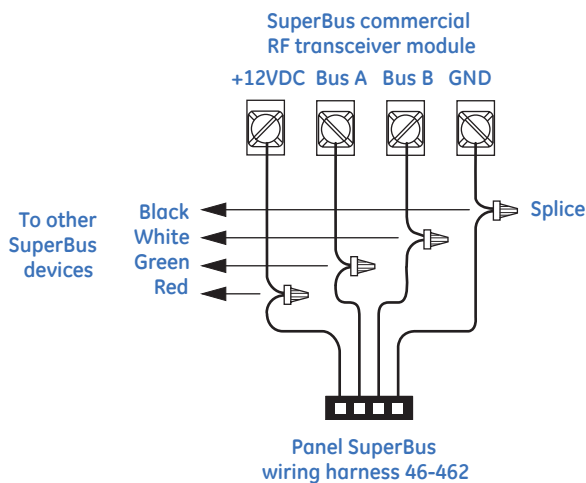 SuperBus commercial
RF transceiver module
+12VDC Bus A Bus B GND
To other
SuperBus
devices
Black
White
Green
Red
Splice
Panel SuperBus
wiring harness 46-462